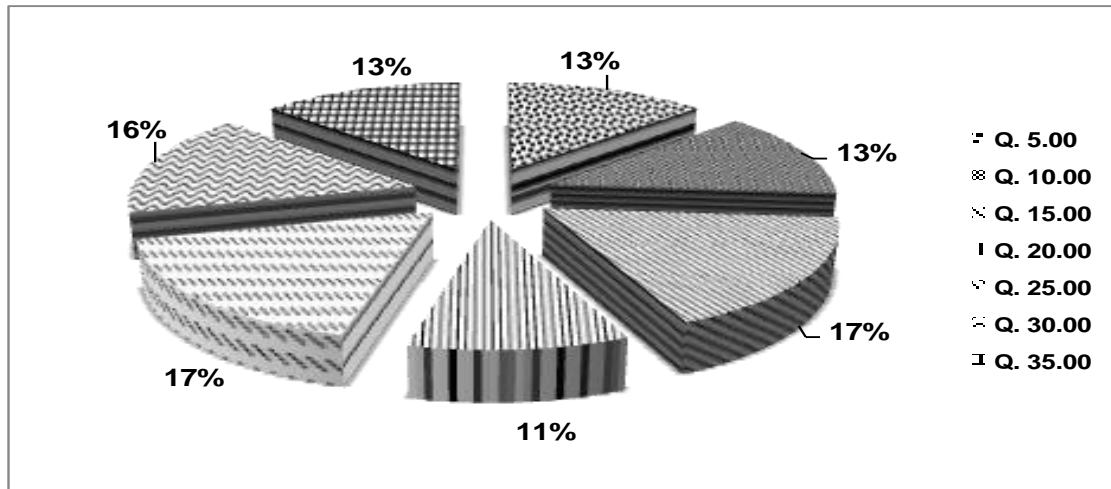 13%
13%
16%
13%
17%
17%
11%
Q. 5.00
Q. 10.00
Q. 15.00
Q. 20.00
Q. 25.00
Q. 30.00
Q. 35.00